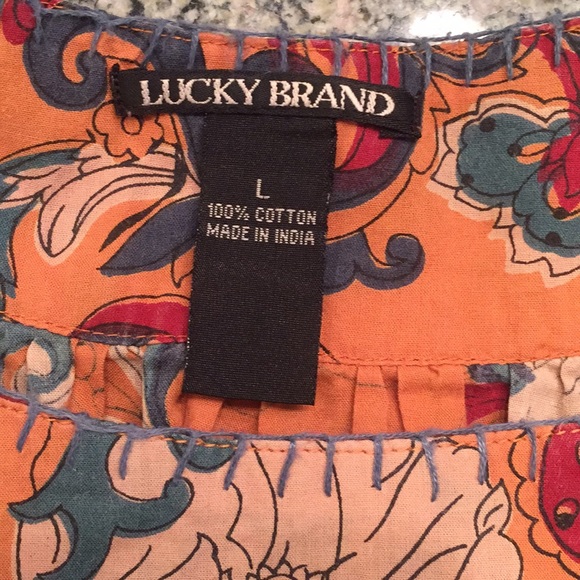 LUCKY BRAND
L
100% COTTON
MADE IN INDIA